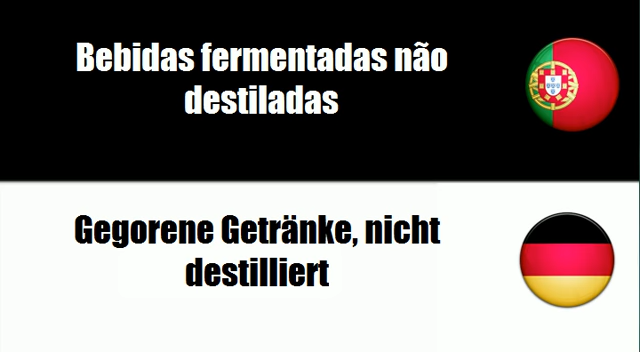 Bebidas fermentadas não
destiladas
Gegorene Getränke, nicht
destilliert